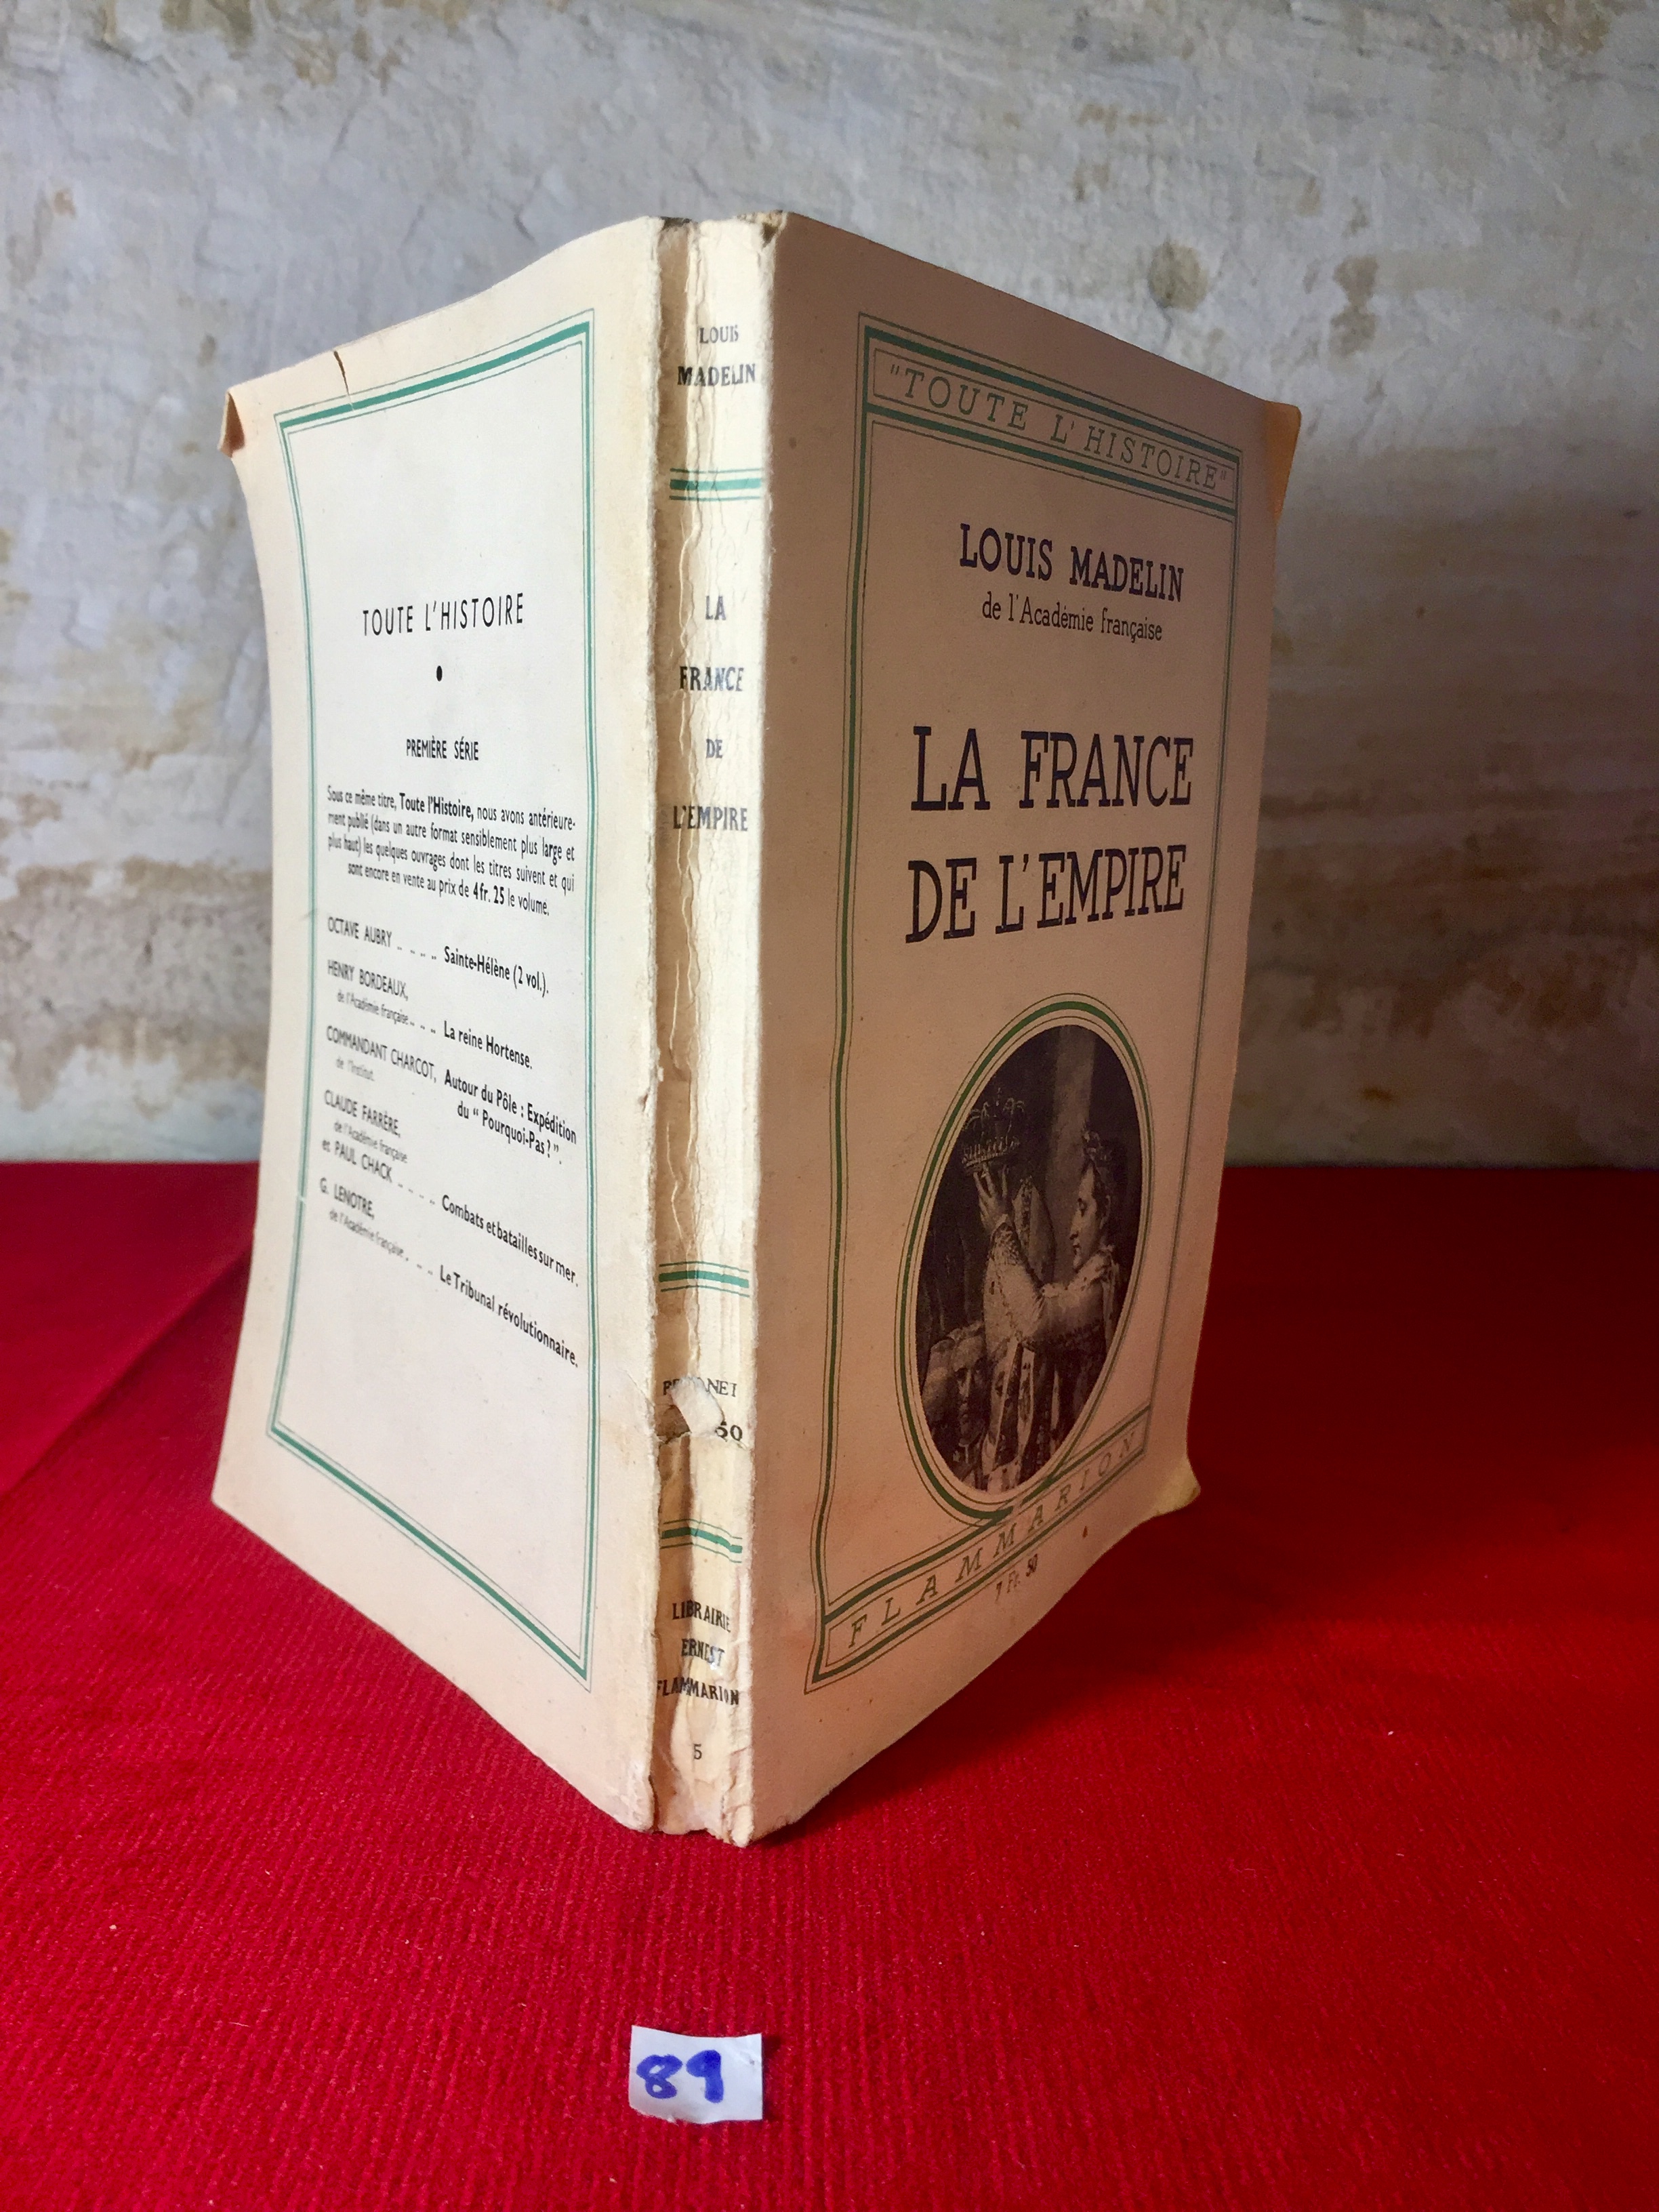 TOUTE L'HISTOIRE
•
PREMIÈRE SÉRIE
Sous ce même titre, Toute l'Histoire, nous avons antérieure-
ment publié (dans un autre format sensiblement plus large et
plus haut) les quelques ouvrages dont les titres suivent et qui
sont encore en vente au prix de 4 fr. 25 le volume.
OCTAVE AUBRY .. .. .. .. Sainte-Hélène (2 vol.).
HENRY BORDEAUX,
de l'Académie française .. .. .. La reine Hortense.
COMMANDANT CHARCOT, Autour du Pôle : Expédition
de l'Institut. du " Pourquoi-Pas ? ".
CLAUDE FARRÈRE,
de l'Académie française
et PAUL CHACK .. .. .. .. Combats et batailles sur mer.
G. LENOTRE,
de l'Académie française .. .. .. Le Tribunal révolutionnaire.
LOUIS
MADELIN
LA
FRANCE
DE
L'EMPIRE
50
LIBRAIRIE
ERNEST
FLAMMARION
5
"TOUTE L'HISTOIRE"
LOUIS MADELIN
de l'Académie française
LA FRANCE
DE L'EMPIRE
FLAMMARION
7 Fr. 50
89